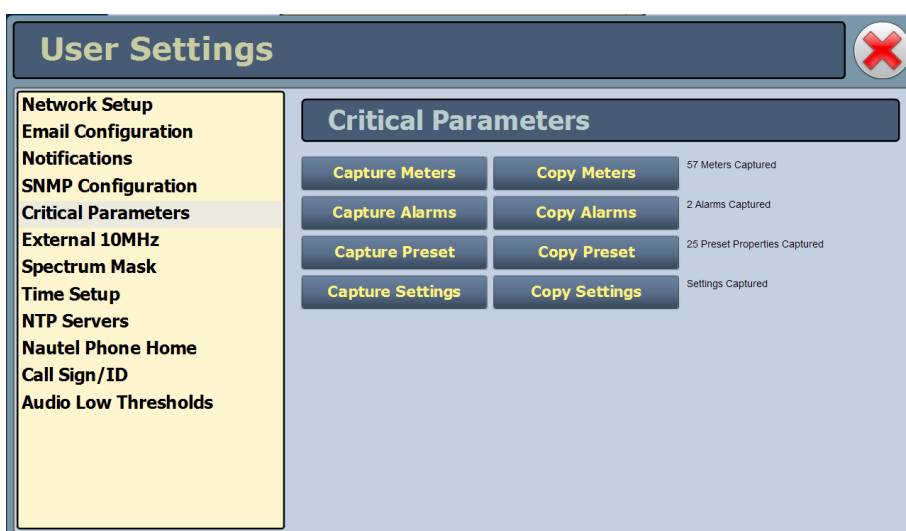 User Settings
Network Setup
Email Configuration
Notifications
SNMP Configuration
Critical Parameters
External 10MHz
Spectrum Mask
Time Setup
NTP Servers
Nautel Phone Home
Call Sign/ID
Audio Low Thresholds
Critical Parameters
Capture Meters Copy Meters 57 Meters Captured
Capture Alarms Copy Alarms 2 Alarms Captured
Capture Preset Copy Preset 25 Preset Properties Captured
Capture Settings Copy Settings Settings Captured